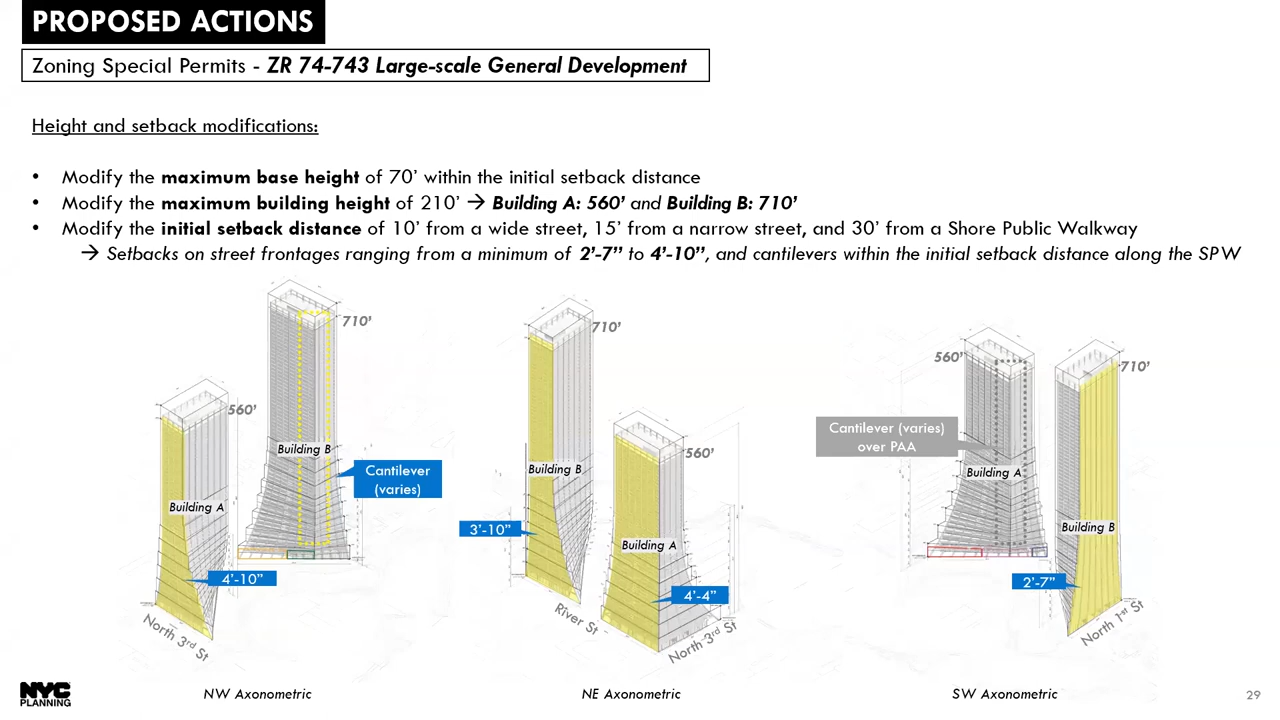 PROPOSED ACTIONS
Zoning Special Permits - ZR 74-743 Large-scale General Development
Height and setback modifications:
• Modify the maximum base height of 70’ within the initial setback distance
• Modify the maximum building height of 210’ → Building A: 560’ and Building B: 710’
• Modify the initial setback distance of 10’ from a wide street, 15’ from a narrow street, and 30’ from a Shore Public Walkway
→ Setbacks on street frontages ranging from a minimum of 2’-7” to 4’-10”, and cantilevers within the initial setback distance along the SPW
710’
560’
Building B
Cantilever
(varies)
Building A
4’-10”
North 3rd St
NW Axonometric
710’
560’
Building B
3’-10”
Building A
4’-4”
River St
North 3rd St
NE Axonometric
560’
710’
Cantilever (varies)
over PAA
Building A
Building B
2’-7”
North 1st St
SW Axonometric
NYC
PLANNING
29